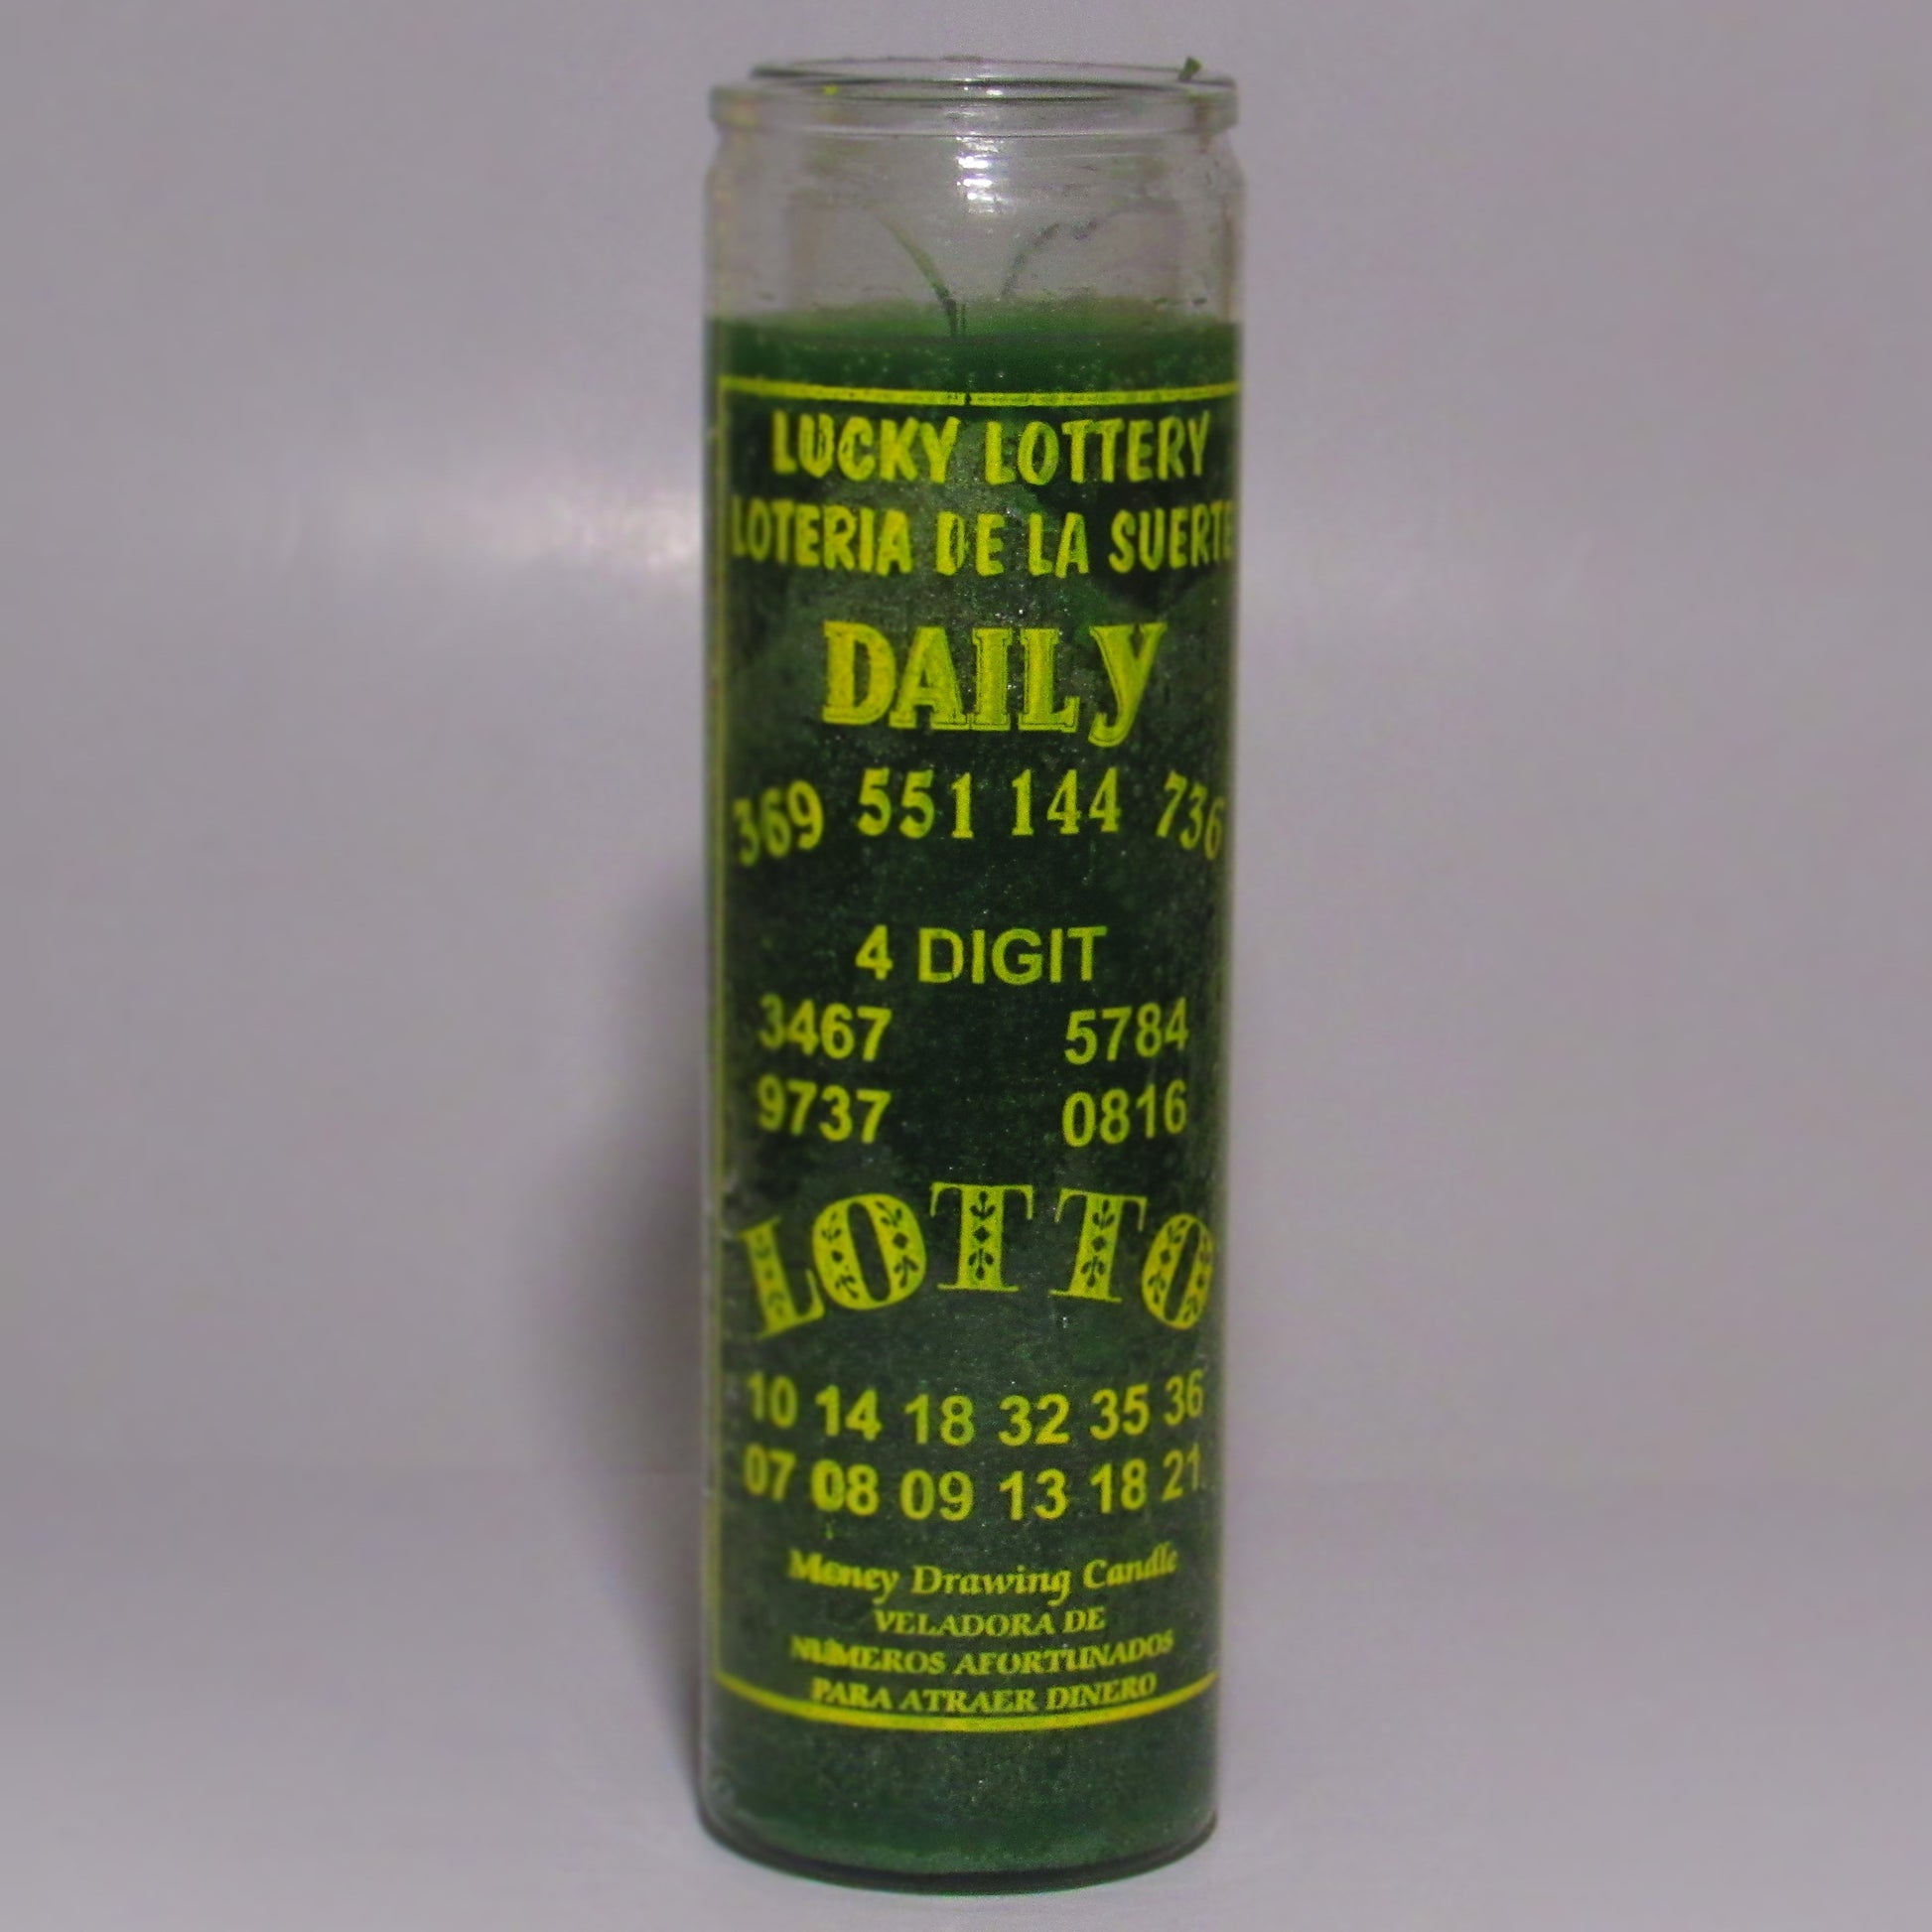 LUCKY LOTTERY
LOTERIA DE LA SUERTE
DAILY
369 551 144 736
4 DIGIT
3467 5784
9737 0816
LOTTO
10 14 18 32 35 36
07 08 09 13 18 21
Money Drawing Candle
VELADORA DE
NUMEROS AFORTUNADOS
PARA ATRAER DINERO